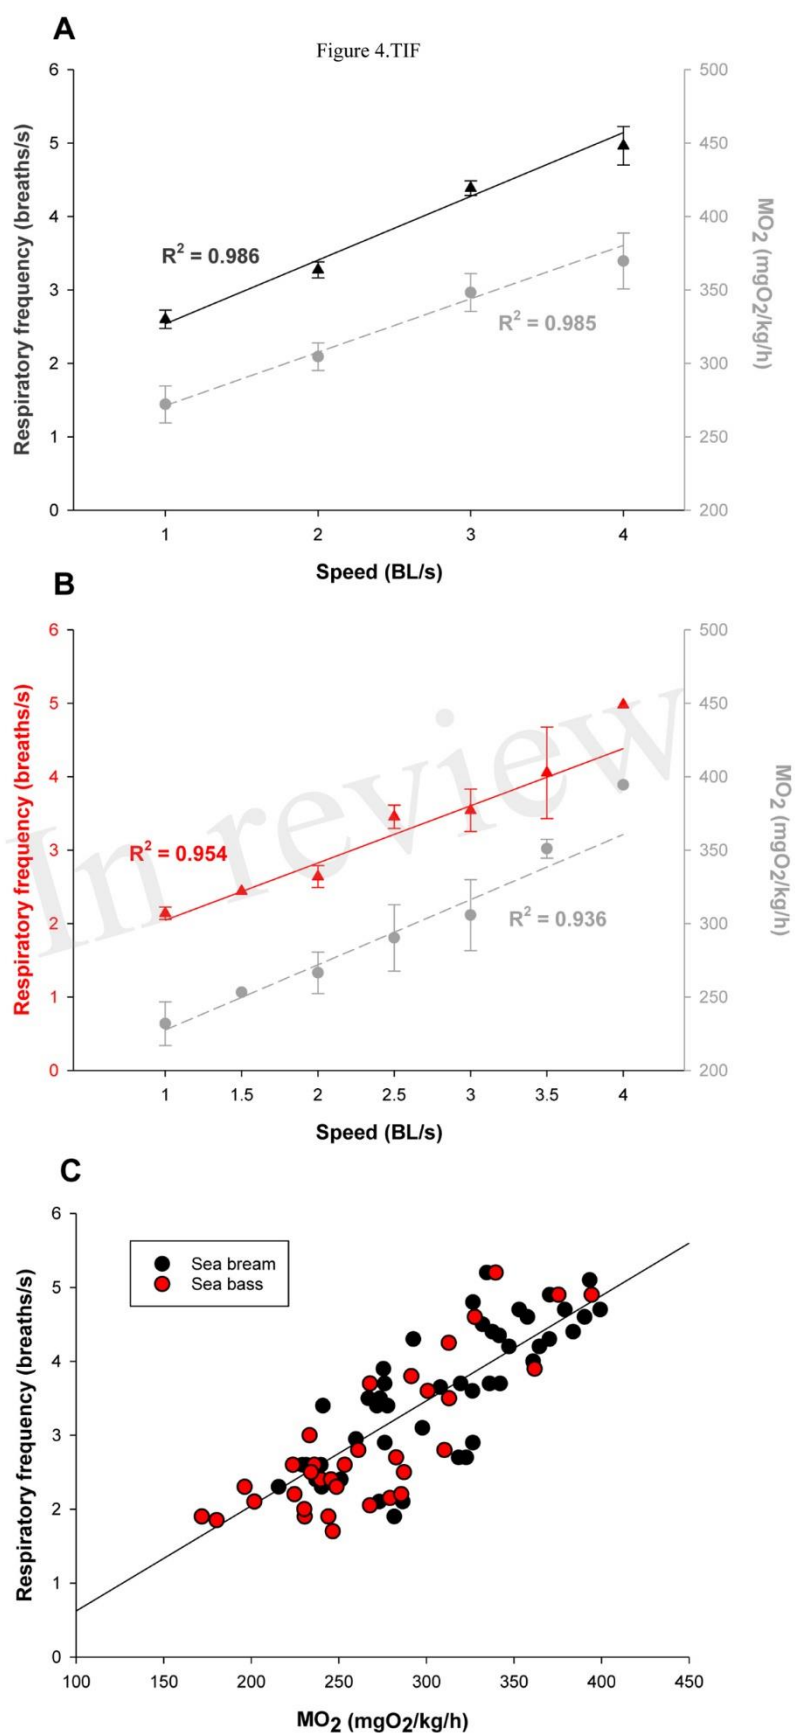 A
Figure 4.TIF
6
5
4
3
2
1
0
Respiratory frequency (breaths/s)
500
450
400
350
300
250
200
MO2 (mgO2/kg/h)
R2 = 0.986
R2 = 0.985
1 2 3 4
Speed (BL/s)
B
6
5
4
3
2
1
0
Respiratory frequency (breaths/s)
500
450
400
350
300
250
200
MO2 (mgO2/kg/h)
In review
R2 = 0.954
R2 = 0.936
1 1.5 2 2.5 3 3.5 4
Speed (BL/s)
C
6
5
4
3
2
1
0
Respiratory frequency (breaths/s)
Sea bream
Sea bass
100 150 200 250 300 350 400 450
MO2 (mgO2/kg/h)